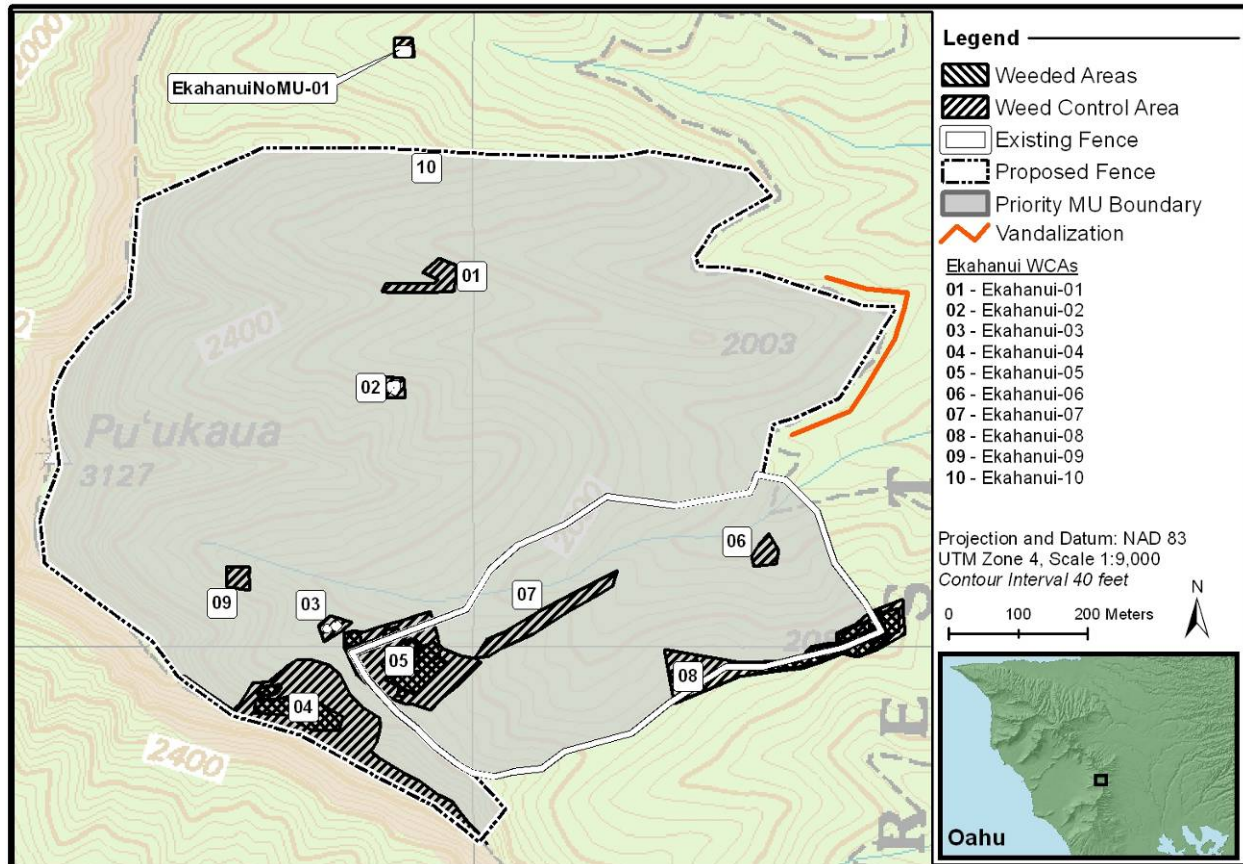 2000
EkahanuiNoMU-01
10
01
2400
2003
02
Pu'ukaua
3127
2000
06
09
03
07
05
08
04
2400
R E S T
Legend
Weeded Areas
Weed Control Area
Existing Fence
Proposed Fence
Priority MU Boundary
Vandalization
Ekahanui WCAs
01 - Ekahanui-01
02 - Ekahanui-02
03 - Ekahanui-03
04 - Ekahanui-04
05 - Ekahanui-05
06 - Ekahanui-06
07 - Ekahanui-07
08 - Ekahanui-08
09 - Ekahanui-09
10 - Ekahanui-10
Projection and Datum: NAD 83
UTM Zone 4, Scale 1:9,000
Contour Interval 40 feet
N
0 100 200 Meters
Oahu